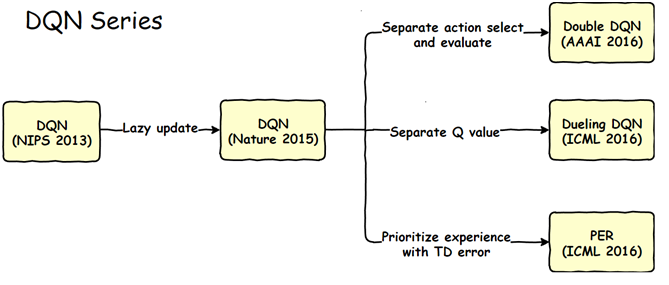 DQN Series
DQN
(NIPS 2013)
Lazy update
DQN
(Nature 2015)
Separate action select
and evaluate
Double DQN
(AAAI 2016)
Separate Q value
Dueling DQN
(ICML 2016)
Prioritize experience
with TD error
PER
(ICML 2016)